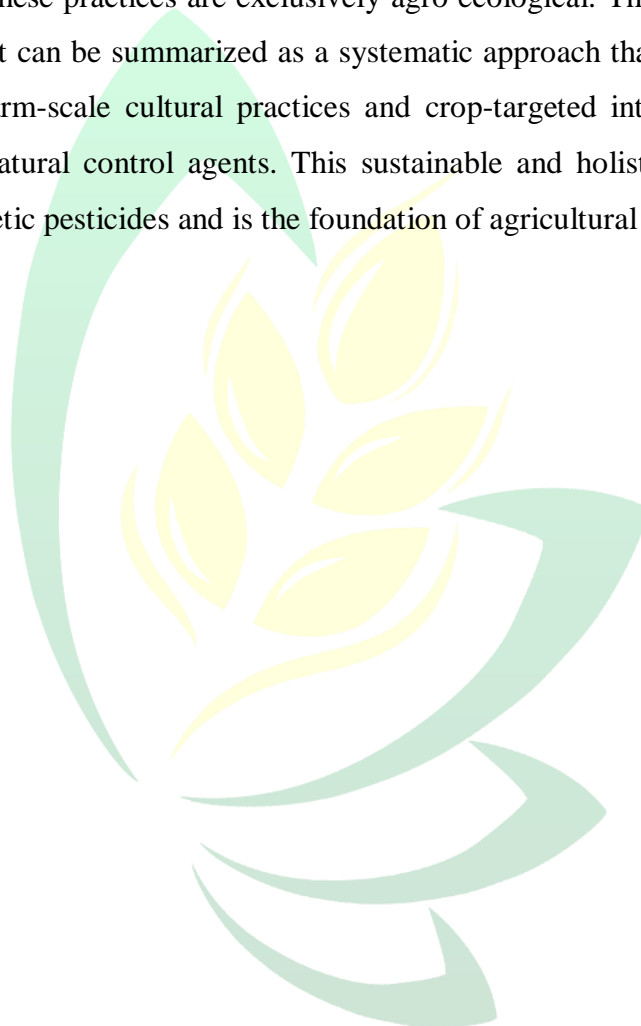 hese practices are exclusively agro ecological. Th
t can be summarized as a systematic approach tha
rm-scale cultural practices and crop-targeted int
atural control agents. This sustainable and holist
etic pesticides and is the foundation of agricultural